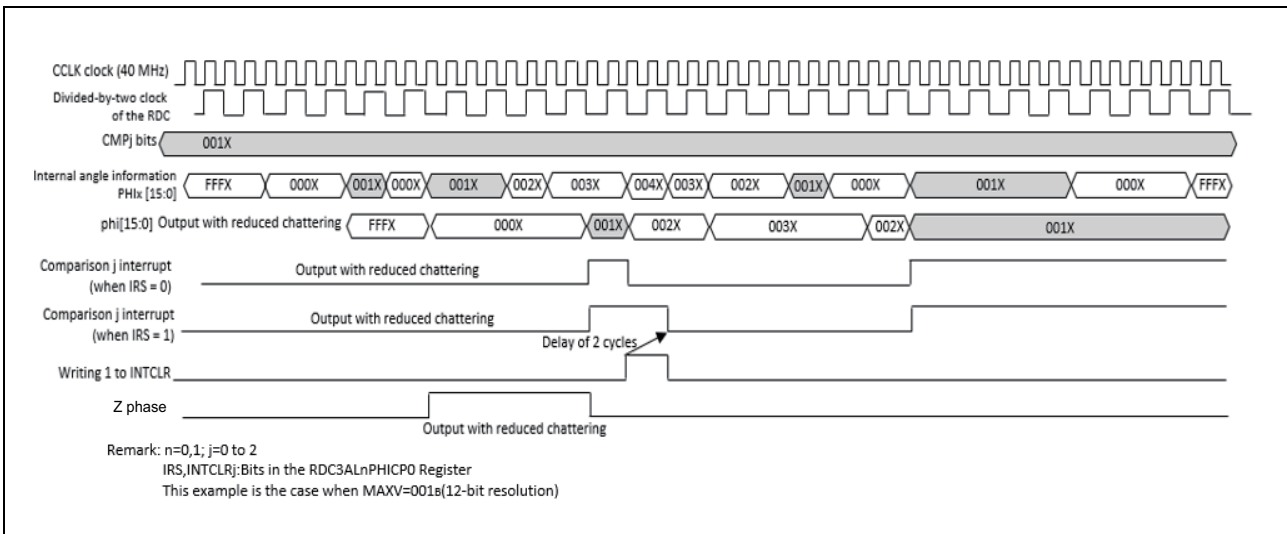 CCLK clock (40 MHz)
Divided-by-two clock
of the RDC
CMPj bits 001X
Internal angle information
PHIx [15:0] FFFX 000X 001X 000X 001X 002X 003X 004X 003X 002X 001X 000X 001X 000X FFFX
phi[15:0] Output with reduced chattering FFFX 000X 001X 002X 003X 002X 001X
Comparison j interrupt
(when IRS = 0) Output with reduced chattering
Comparison j interrupt
(when IRS = 1) Output with reduced chattering
Delay of 2 cycles
Writing 1 to INTCLR
Z phase
Output with reduced chattering
Remark: n=0,1; j=0 to 2
IRS,INTCLRj:Bits in the RDC3ALnPHICP0 Register
This example is the case when MAXV=001B(12-bit resolution)